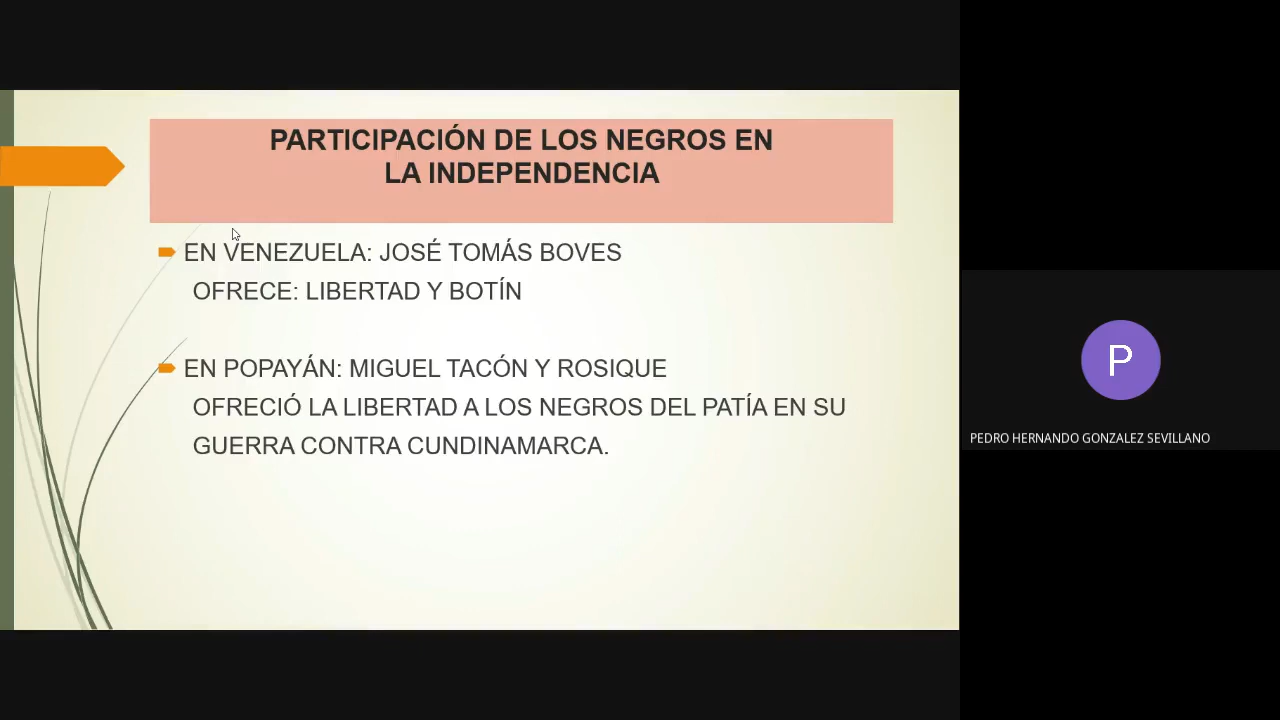 PARTICIPACIÓN DE LOS NEGROS EN
LA INDEPENDENCIA
EN VENEZUELA: JOSÉ TOMÁS BOVES
OFRECE: LIBERTAD Y BOTÍN
EN POPAYÁN: MIGUEL TACÓN Y ROSIQUE
OFRECIÓ LA LIBERTAD A LOS NEGROS DEL PATÍA EN SU
GUERRA CONTRA CUNDINAMARCA.
P
PEDRO HERNANDO GONZALEZ SEVILLANO